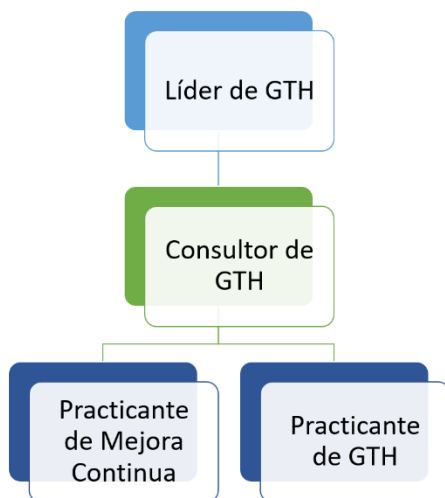 Líder de GTH
Consultor de
GTH
Practicante
de Mejora
Continua
Practicante
de GTH